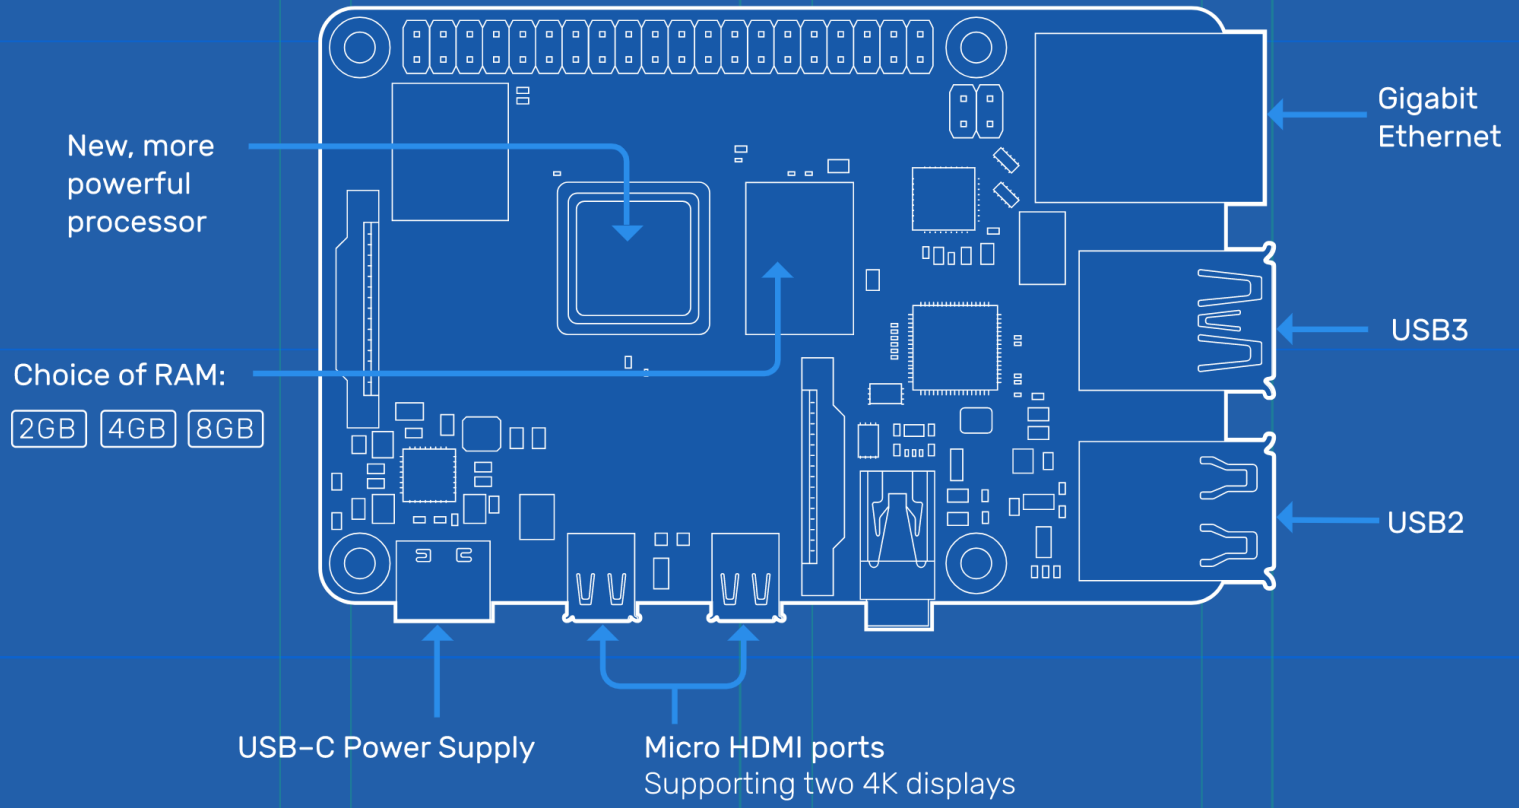 New, more
powerful
processor
Choice of RAM:
2GB 4GB 8GB
Gigabit
Ethernet
USB3
USB2
USB–C Power Supply
Micro HDMI ports
Supporting two 4K displays